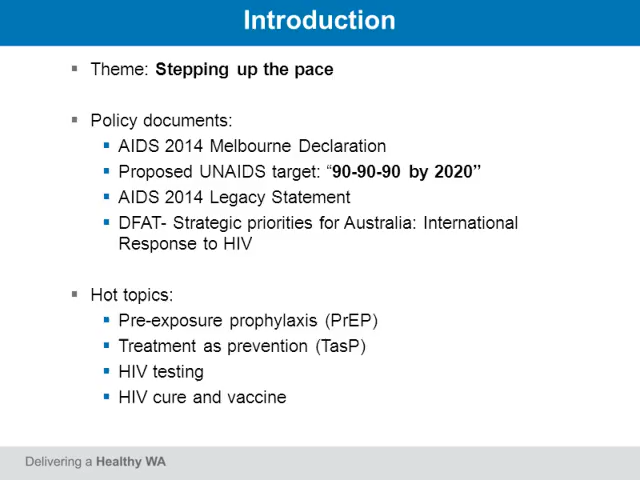 Introduction
Theme: Stepping up the pace
Policy documents:
AIDS 2014 Melbourne Declaration
Proposed UNAIDS target: “90-90-90 by 2020”
AIDS 2014 Legacy Statement
DFAT- Strategic priorities for Australia: International
Response to HIV
Hot topics:
Pre-exposure prophylaxis (PrEP)
Treatment as prevention (TasP)
HIV testing
HIV cure and vaccine
Delivering a Healthy WA